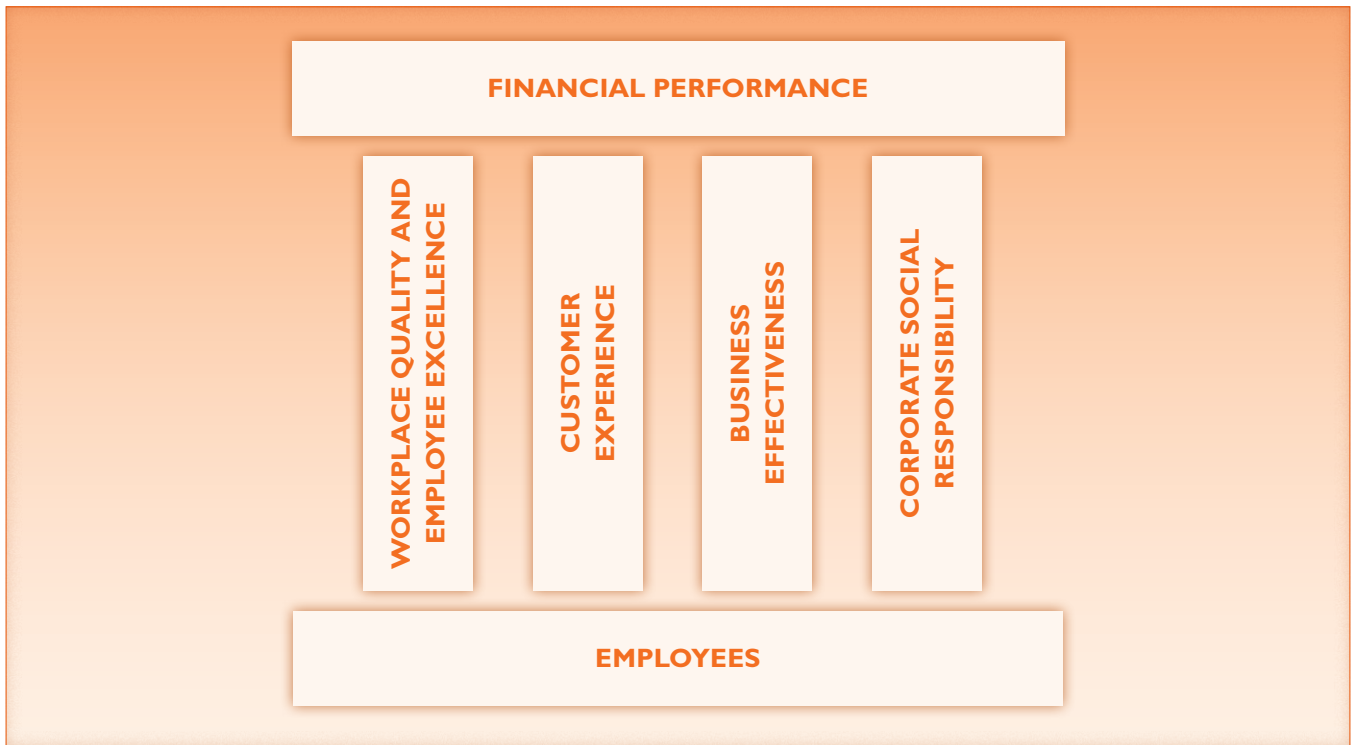 FINANCIAL PERFORMANCE
WORKPLACE QUALITY AND
EMPLOYEE EXCELLENCE
CUSTOMER
EXPERIENCE
BUSINESS
EFFECTIVENESS
CORPORATE SOCIAL
RESPONSIBILITY
EMPLOYEES